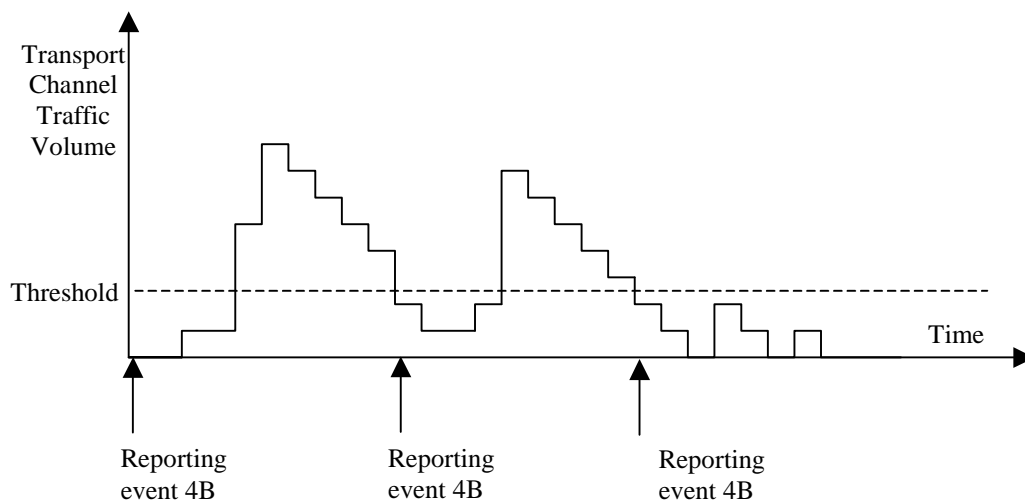 Transport
Channel
Traffic
Volume
Threshold
Time
Reporting
event 4B
Reporting
event 4B
Reporting
event 4B